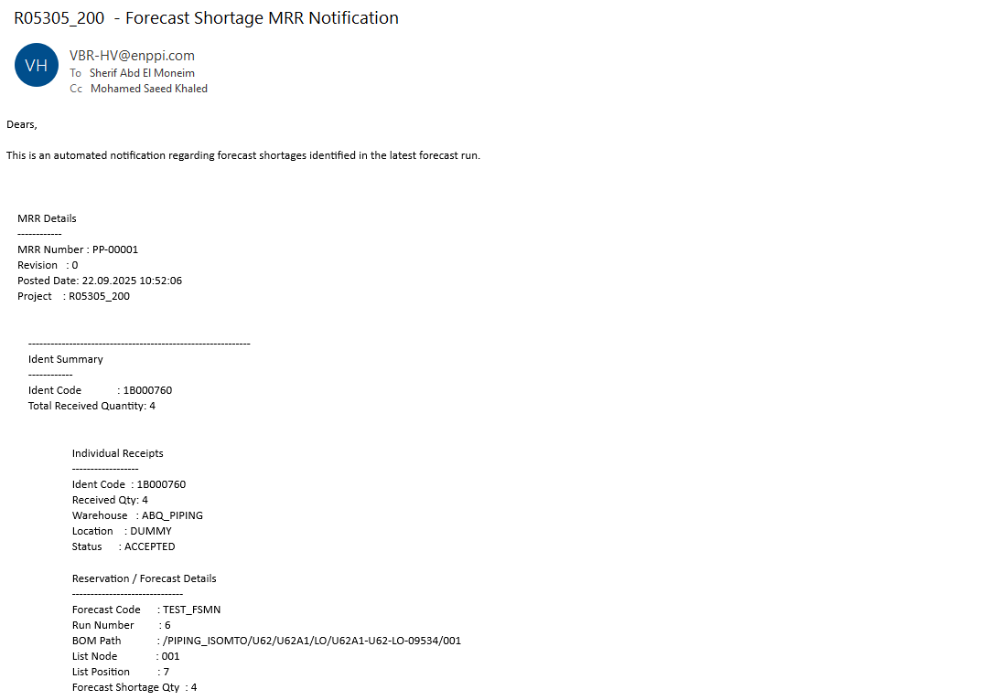 R05305_200 - Forecast Shortage MRR Notification
VH
VBR-HV@enppi.com
To Sherif Abd El Moneim
Cc Mohamed Saeed Khaled
Dears,
This is an automated notification regarding forecast shortages identified in the latest forecast run.
MRR Details
------------
MRR Number : PP-00001
Revision : 0
Posted Date: 22.09.2025 10:52:06
Project : R05305_200
------------------------------------------------------------
Ident Summary
------------
Ident Code : 1B000760
Total Received Quantity: 4
Individual Receipts
------------------
Ident Code : 1B000760
Received Qty: 4
Warehouse : ABQ_PIPING
Location : DUMMY
Status : ACCEPTED
Reservation / Forecast Details
------------------------------
Forecast Code : TEST_FSMN
Run Number : 6
BOM Path : /PIPING_ISOMTO/U62/U62A1/LO/U62A1-U62-LO-09534/001
List Node : 001
List Position : 7
Forecast Shortage Qty : 4